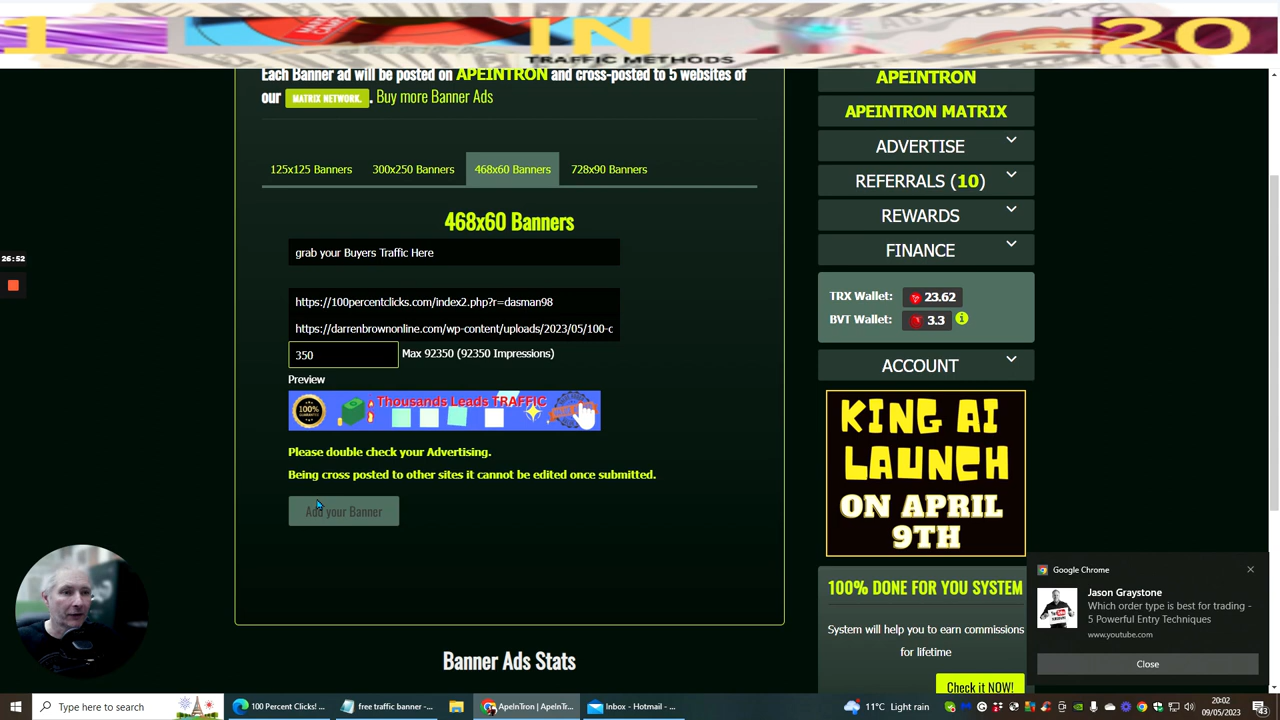 1 IN 20
TRAFFIC METHODS
Each Banner ad will be posted on APEINTRON and cross-posted to 5 websites of
our MATRIX NETWORK. . Buy more Banner Ads
125x125 Banners
300x250 Banners
468x60 Banners
728x90 Banners
468x60 Banners
grab your Buyers Traffic Here
https://100percentclicks.com/index2.php?r=dasman98
https://darrenbrownonline.com/wp-content/uploads/2023/05/100-c
350
Max 92350 (92350 Impressions)
Preview
100%
Thousands Leads TRAFFIC
Please double check your Advertising.
Being cross posted to other sites it cannot be edited once submitted.
Add your Banner
Banner Ads Stats
26:52
APEINTRON
APEINTRON MATRIX
ADVERTISE
REFERRALS (10)
REWARDS
FINANCE
TRX Wallet: 23.62
BVT Wallet: 3.3
ACCOUNT
KING AI
LAUNCH
ON APRIL
9TH
100% DONE FOR YOU SYSTEM
System will help you to earn commissions
for lifetime
Check it NOW!
Google Chrome
Jason Graystone
Which order type is best for trading -
5 Powerful Entry Techniques
www.youtube.com
Close
Type here to search
100 Percent Clicks! ...
free traffic banner -...
ApeInTron | ApeInTr...
Inbox - Hotmail - ...
11°C Light rain
20:02
09/05/2023
43